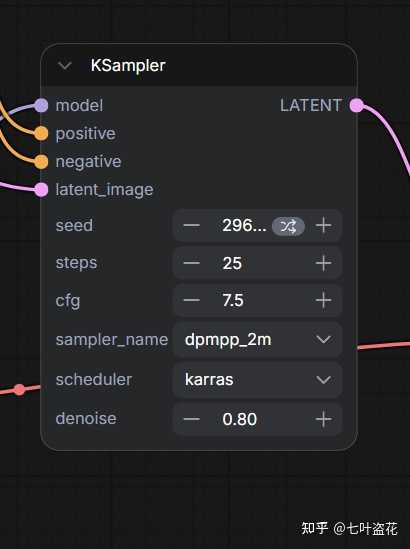 KSampler
model LATENT
positive
negative
latent_image
seed 296...
steps 25
cfg 7.5
sampler_name dpmpp_2m
scheduler karras
denoise 0.80
知乎 @七叶盗花